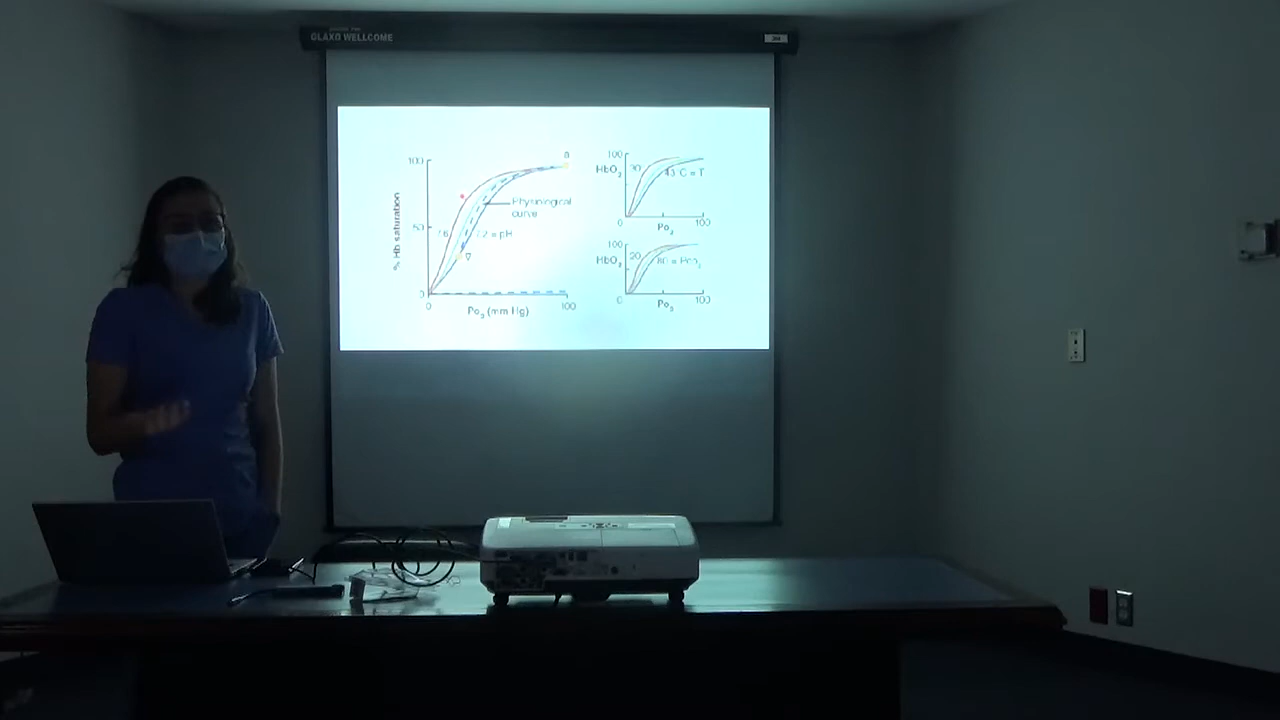 GLAXO WELLCOME
100
50
0
% Hb saturation
7.6
7.2 = pH
Physiological
curve
a
0
100
Po₂ (mm Hg)
100
HbO₂
20
43°C = T
0
100
Po₂
100
HbO₂
20
80 = Pco₂
0
100
Po₂